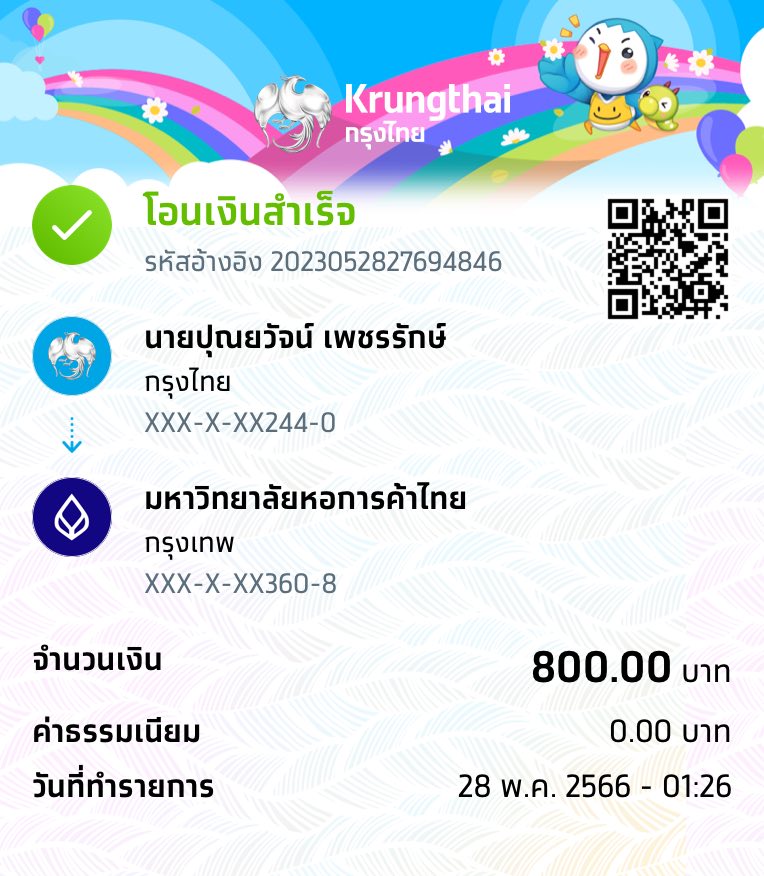 Krungthai
กรุงไทย
โอนเงินสำเร็จ
รหัสอ้างอิง 2023052827694846
นายปุณยวัจน์ เพชรรักษ์
กรุงไทย
XXX-X-XX244-0
มหาวิทยาลัยหอการค้าไทย
กรุงเทพ
XXX-X-XX360-8
จำนวนเงิน 800.00 บาท
ค่าธรรมเนียม 0.00 บาท
วันที่ทำรายการ 28 พ.ค. 2566 - 01:26